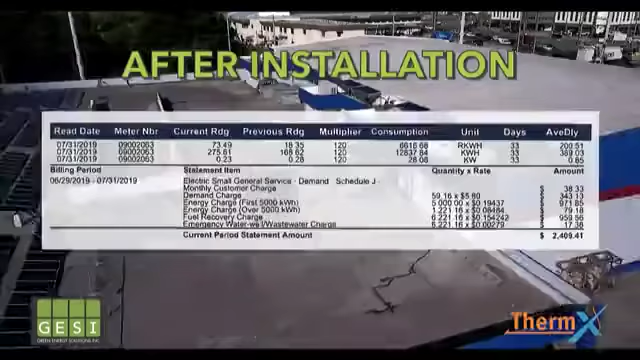 AFTER INSTALLATION
Read Date Meter Nbr Current Rdg Previous Rdg Multiplier Consumption Unit Days AveDly
07/31/2019 09002063 73.49 18.35 120 6616.68 RKWH 33 200.51
07/31/2019 09002063 275.61 168.62 120 12837.84 KWH 33 389.03
07/31/2019 09002063 0.23 0.28 120 28.08 KW 33 0.85
Billing Period Statement Item Quantity x Rate Amount
06/29/2019 - 07/31/2019 Electric Small General Service - Demand Schedule J -
Monthly Customer Charge $ 38.33
Demand Charge 59.16 x $5.80 $ 343.13
Energy Charge (First 5000 kWh) 5 000.00 x $0.19437 $ 971.85
Energy Charge (Over 5000 kWh) 1 221.16 x $0.06484 $ 79.18
Fuel Recovery Charge 6,221.16 x $0.154242 $ 959.56
Emergency Water-well/Wastewater Charge 6,221.16 x $0.00279 $ 17.36
Current Period Statement Amount $ 2,409.41
GESI
GREEN ENERGY SOLUTIONS INC.
Therm X